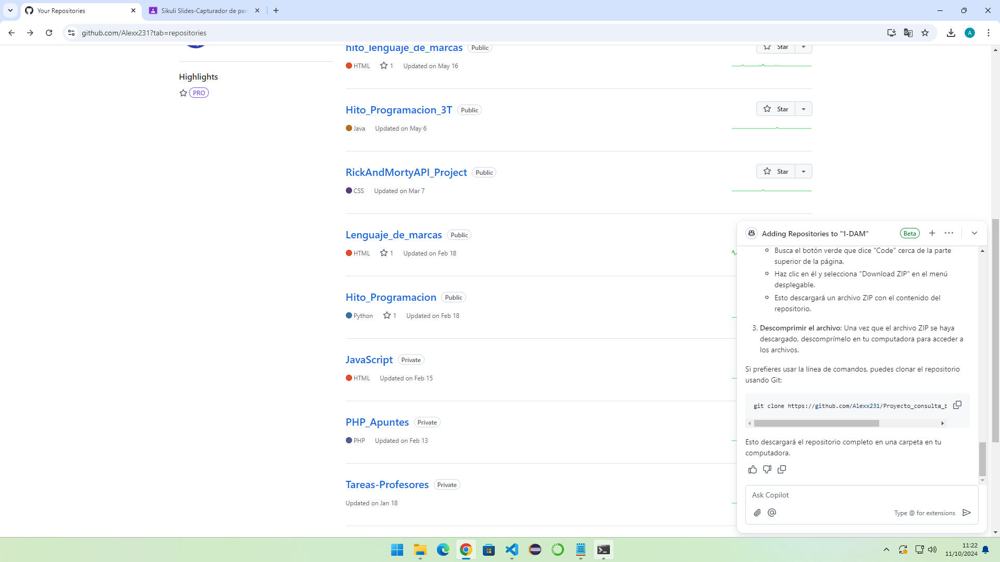 Your Repositories
Sikuli Slides-Capturador de pan
github.com/Alexx231?tab=repositories
A
hito_lenguaje_de_marcas Public
Star
HTML 1 Updated on May 16
Highlights
PRO
Hito_Programacion_3T Public
Star
Java Updated on May 6
RickAndMortyAPI_Project Public
Star
CSS Updated on Mar 7
Lenguaje_de_marcas Public
HTML 1 Updated on Feb 18
Hito_Programacion Public
Python 1 Updated on Feb 18
JavaScript Private
HTML Updated on Feb 15
PHP_Apuntes Private
PHP Updated on Feb 13
Tareas-Profesores Private
Updated on Jan 18
Adding Repositories to "1-DAM" Beta
Busca el botón verde que dice "Code" cerca de la parte
superior de la página.
Haz clic en él y selecciona "Download ZIP" en el menú
desplegable.
Esto descargará un archivo ZIP con el contenido del
repositorio.
3. Descomprimir el archivo: Una vez que el archivo ZIP se haya
descargado, descomprímelo en tu computadora para acceder a
los archivos.
Si prefieres usar la línea de comandos, puedes clonar el repositorio
usando Git:
git clone https://github.com/Alexx231/Proyecto_consulta_b
Esto descargará el repositorio completo en una carpeta en tu
computadora.
Ask Copilot
Type @ for extensions
11:22
11/10/2024